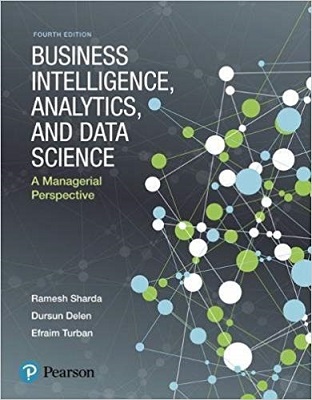 FOURTH EDITION
BUSINESS
INTELLIGENCE,
ANALYTICS,
AND DATA
SCIENCE
A Managerial
Perspective
Ramesh Sharda
Dursun Delen
Efraim Turban
P Pearson